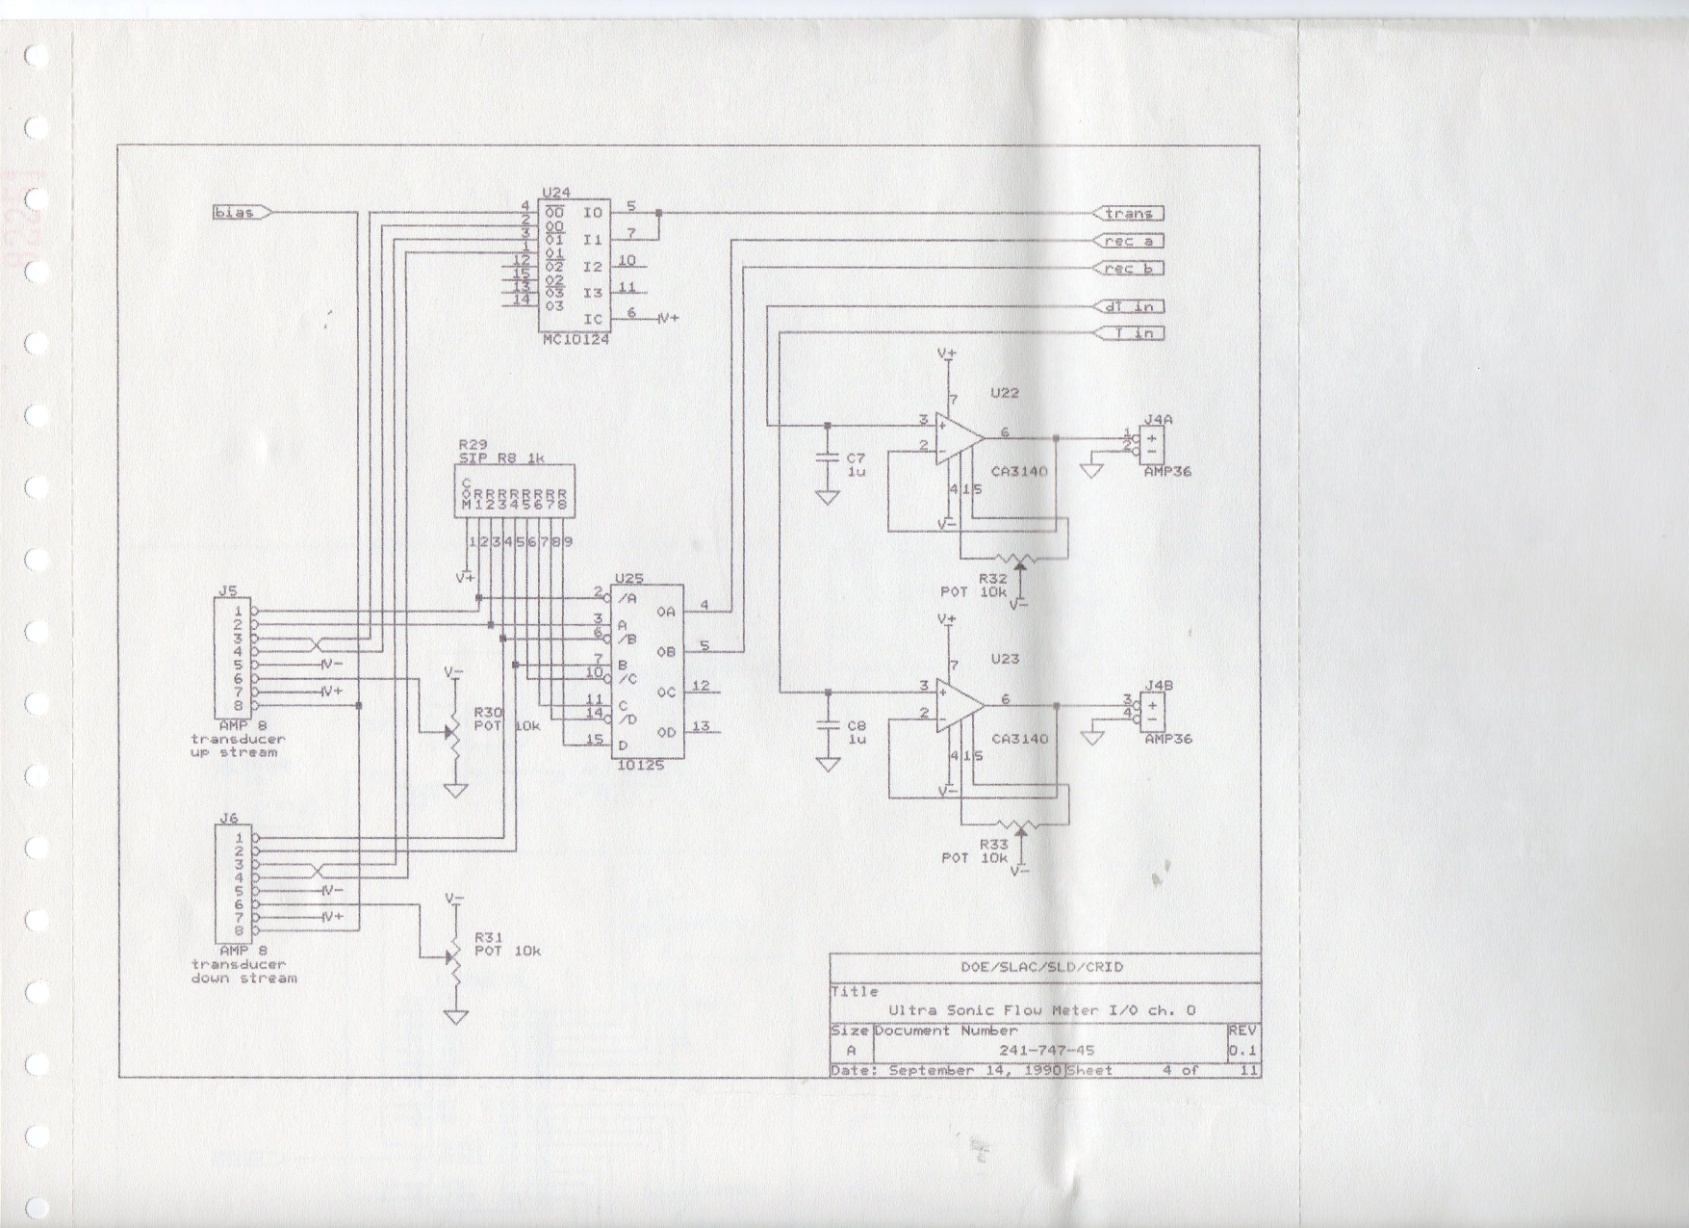 bias
U24
4 O0 I0 5
2 O0
3 O1 I1 7
1 O1
12 O2 I2 10
15 O2
13 O3 I3 11
14 O3
IC 6 V+
MC10124
trans
rec a
rec b
dT in
T in
V+
7
U22
3 +
2 -
6
4 1 5
CA3140
V-
C7
1u
J4A
1 +
2 -
AMP36
R32
POT 10k
V-
R29
SIP R8 1k
C
O R R R R R R R R
M 1 2 3 4 5 6 7 8
1 2 3 4 5 6 7 8 9
V+
U25
2 /A
3 A
6 /B
7 B
10 /C
11 C
14 /D
15 D
OA 4
OB 5
OC 12
OD 13
10125
J5
1
2
3
4
5 V-
6
7 V+
8
AMP 8
transducer
up stream
V-
R30
POT 10k
V+
7
U23
3 +
2 -
6
4 1 5
CA3140
V-
C8
1u
J4B
3 +
4 -
AMP36
R33
POT 10k
V-
J6
1
2
3
4
5 V-
6
7 V+
8
AMP 8
transducer
down stream
V-
R31
POT 10k
DOE/SLAC/SLD/CRID
Title
Ultra Sonic Flow Meter I/O ch. 0
Size Document Number REV
A 241-747-45 0.1
Date: September 14, 1990 Sheet 4 of 11